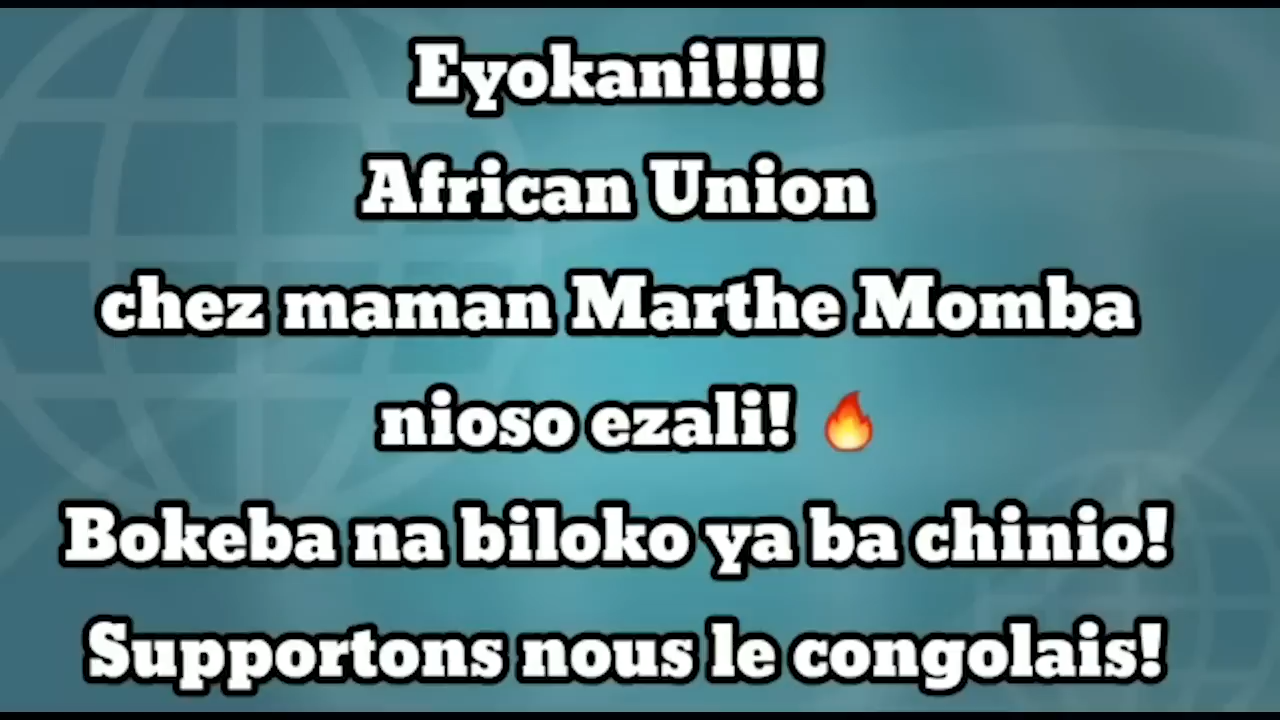 Eyokani!!!!
African Union
chez maman Marthe Momba
nioso ezali! 🔥
Bokeba na biloko ya ba chinio!
Supportons nous le congolais!